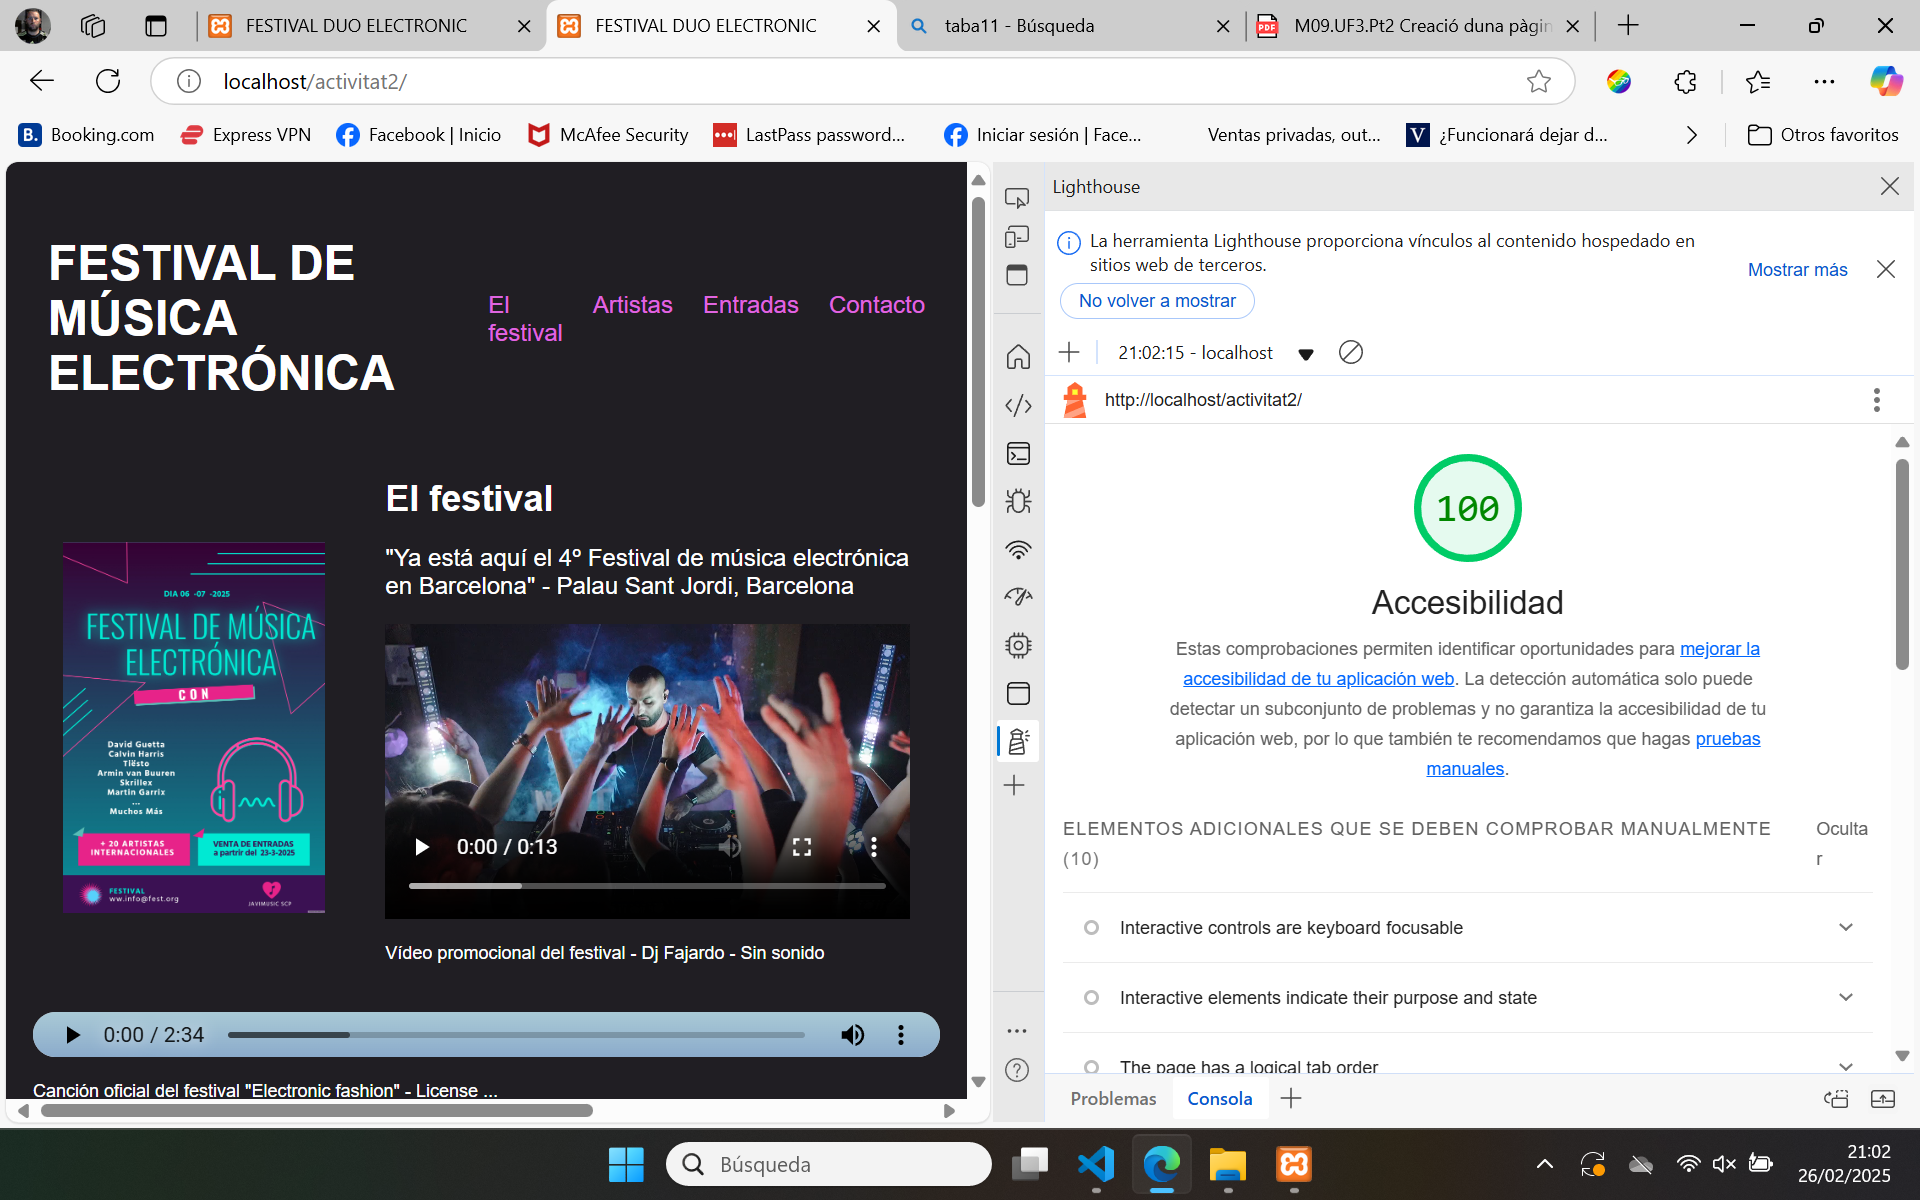 FESTIVAL DUO ELECTRONIC
FESTIVAL DUO ELECTRONIC
taba11 - Búsqueda
M09.UF3.Pt2 Creació duna pàgin
localhost/activitat2/
B. Booking.com
Express VPN
Facebook | Inicio
McAfee Security
LastPass password...
Iniciar sesión | Face...
Ventas privadas, out...
V ¿Funcionará dejar d...
Otros favoritos
FESTIVAL DE
MÚSICA
ELECTRÓNICA
El
festival
Artistas
Entradas
Contacto
El festival
"Ya está aquí el 4º Festival de música electrónica
en Barcelona" - Palau Sant Jordi, Barcelona
DIA 06 -07 -2025
FESTIVAL DE MÚSICA
ELECTRÓNICA
CON
David Guetta
Calvin Harris
Tiësto
Armin van Buuren
Skrillex
Martin Garrix
...
Muchos Más
+ 20 ARTISTAS
INTERNACIONALES
VENTA DE ENTRADAS
a partrir del 23-3-2025
FESTIVAL
ww.info@fest.org
JAVIMUSIC SCP
0:00 / 0:13
Vídeo promocional del festival - Dj Fajardo - Sin sonido
0:00 / 2:34
Canción oficial del festival "Electronic fashion" - License ...
Lighthouse
La herramienta Lighthouse proporciona vínculos al contenido hospedado en
sitios web de terceros.
Mostrar más
No volver a mostrar
21:02:15 - localhost
http://localhost/activitat2/
100
Accesibilidad
Estas comprobaciones permiten identificar oportunidades para mejorar la
accesibilidad de tu aplicación web. La detección automática solo puede
detectar un subconjunto de problemas y no garantiza la accesibilidad de tu
aplicación web, por lo que también te recomendamos que hagas pruebas
manuales.
ELEMENTOS ADICIONALES QUE SE DEBEN COMPROBAR MANUALMENTE
(10)
Oculta
r
Interactive controls are keyboard focusable
Interactive elements indicate their purpose and state
The page has a logical tab order
Problemas
Consola
Búsqueda
21:02
26/02/2025